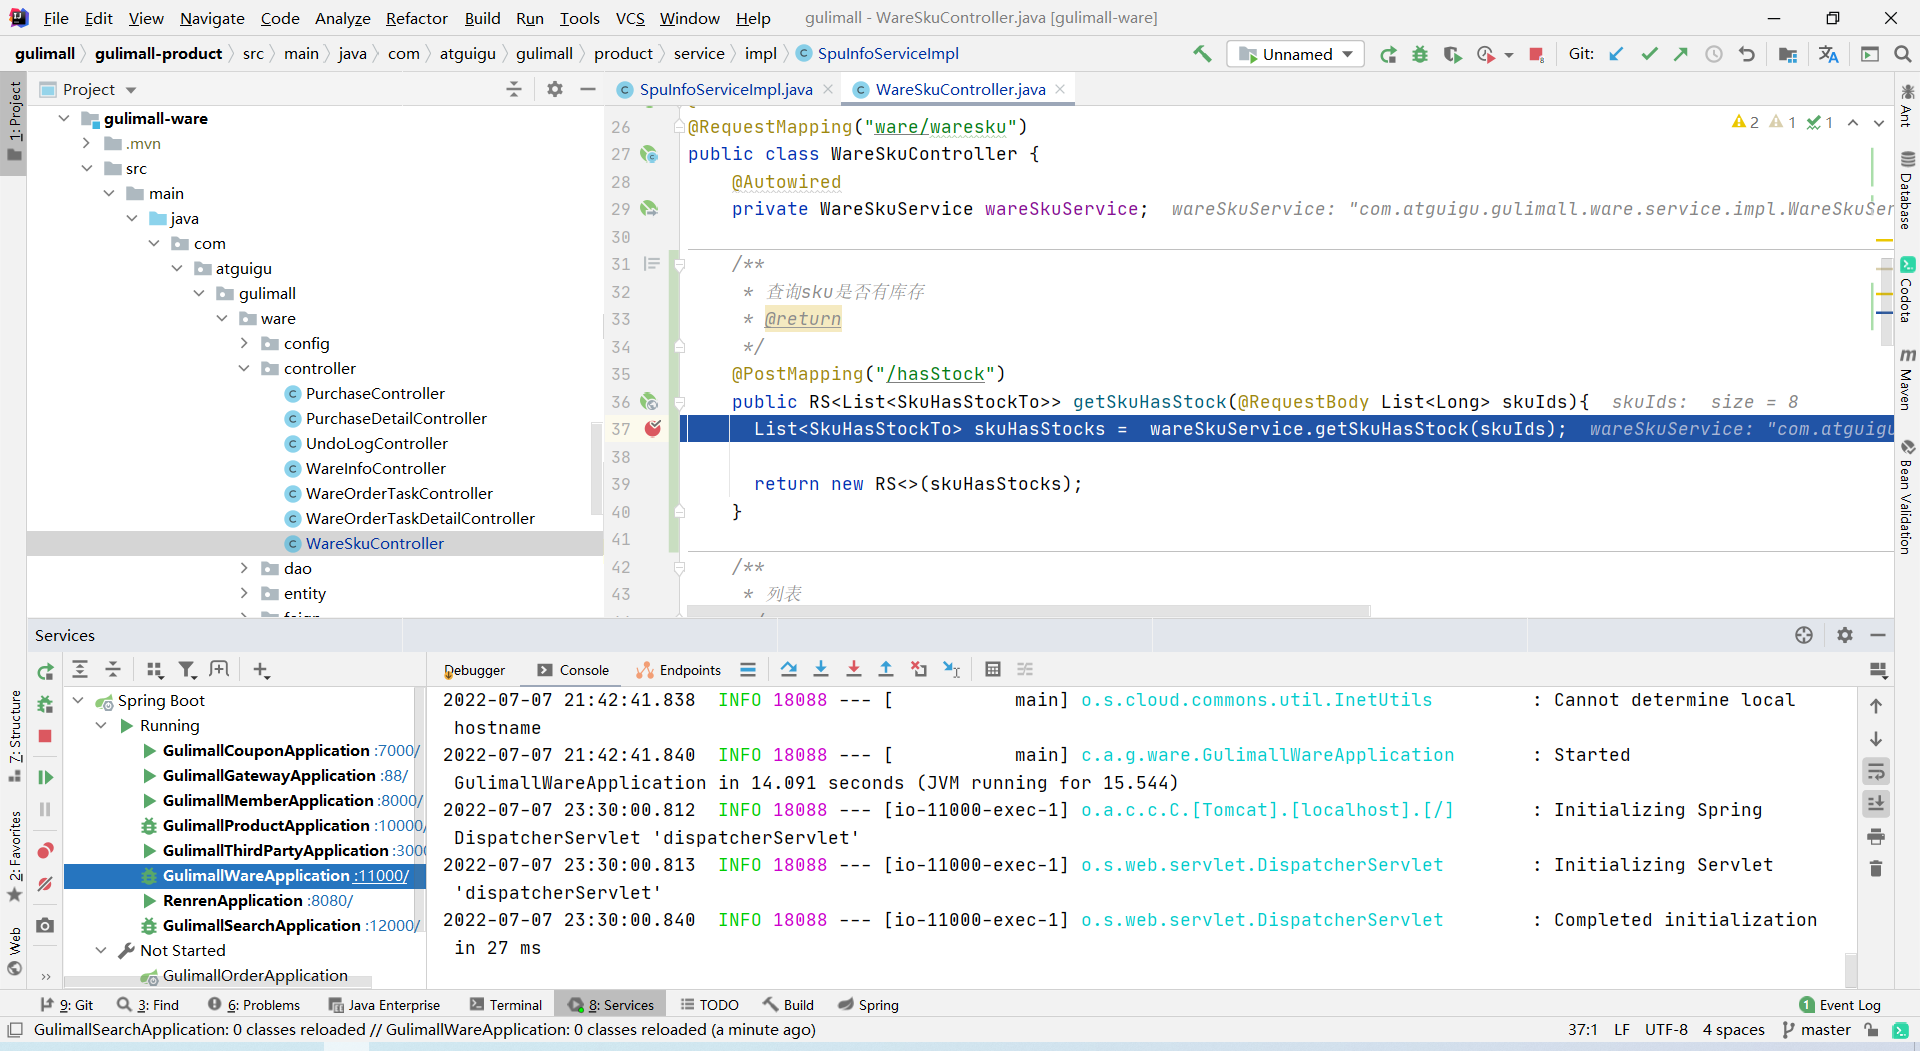 File Edit View Navigate Code Analyze Refactor Build Run Tools VCS Window Help gulimall - WareSkuController.java [gulimall-ware]
gulimall gulimall-product src main java com atguigu gulimall product service impl SpuInfoServiceImpl Unnamed Git:
Project
SpuInfoServiceImpl.java WareSkuController.java
1: Project
7: Structure
2: Favorites
Web
gulimall-ware
.mvn
src
main
java
com
atguigu
gulimall
ware
config
controller
PurchaseController
PurchaseDetailController
UndoLogController
WareInfoController
WareOrderTaskController
WareOrderTaskDetailController
WareSkuController
dao
entity
2 1 1
26 @RequestMapping("ware/waresku")
27 public class WareSkuController {
28 @Autowired
29 private WareSkuService wareSkuService; wareSkuService: "com.atguigu.gulimall.ware.service.impl.WareSkuSer
30
31 /**
32 * 查询sku是否有库存
33 * @return
34 */
35 @PostMapping("/hasStock")
36 public RS<List<SkuHasStockTo>> getSkuHasStock(@RequestBody List<Long> skuIds){ skuIds: size = 8
37 List<SkuHasStockTo> skuHasStocks = wareSkuService.getSkuHasStock(skuIds); wareSkuService: "com.atguigu
38
39 return new RS<>(skuHasStocks);
40 }
41
42 /**
43 * 列表
Ant
Database
Codota
Maven
Bean Validation
Services
Debugger Console Endpoints
Spring Boot
Running
GulimallCouponApplication :7000/
GulimallGatewayApplication :88/
GulimallMemberApplication :8000/
GulimallProductApplication :10000/
GulimallThirdPartyApplication :3000
GulimallWareApplication :11000/
RenrenApplication :8080/
GulimallSearchApplication :12000/
Not Started
GulimallOrderApplication
2022-07-07 21:42:41.838 INFO 18088 --- [ main] o.s.cloud.commons.util.InetUtils : Cannot determine local
hostname
2022-07-07 21:42:41.840 INFO 18088 --- [ main] c.a.g.ware.GulimallWareApplication : Started
GulimallWareApplication in 14.091 seconds (JVM running for 15.544)
2022-07-07 23:30:00.812 INFO 18088 --- [io-11000-exec-1] o.a.c.c.C.[Tomcat].[localhost].[/] : Initializing Spring
DispatcherServlet 'dispatcherServlet'
2022-07-07 23:30:00.813 INFO 18088 --- [io-11000-exec-1] o.s.web.servlet.DispatcherServlet : Initializing Servlet
'dispatcherServlet'
2022-07-07 23:30:00.840 INFO 18088 --- [io-11000-exec-1] o.s.web.servlet.DispatcherServlet : Completed initialization
in 27 ms
9: Git 3: Find 6: Problems Java Enterprise Terminal 8: Services TODO Build Spring 1 Event Log
GulimallSearchApplication: 0 classes reloaded // GulimallWareApplication: 0 classes reloaded (a minute ago) 37:1 LF UTF-8 4 spaces master